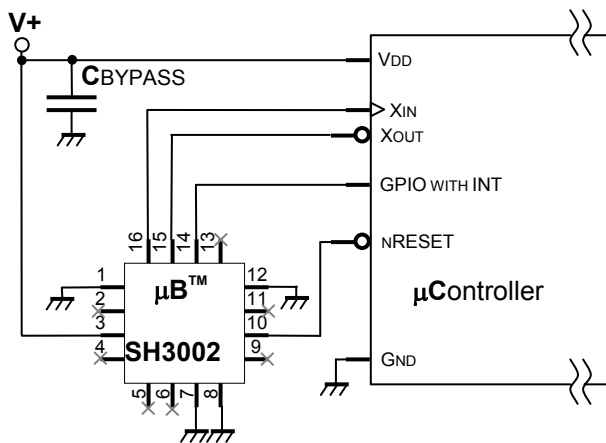 V+
CBYPASS
VDD
XIN
XOUT
GPIO WITH INT
NRESET
µController
GND
16 15 14 13
1 12
2 11
3 10
4 9
5 6 7 8
µB™
SH3002